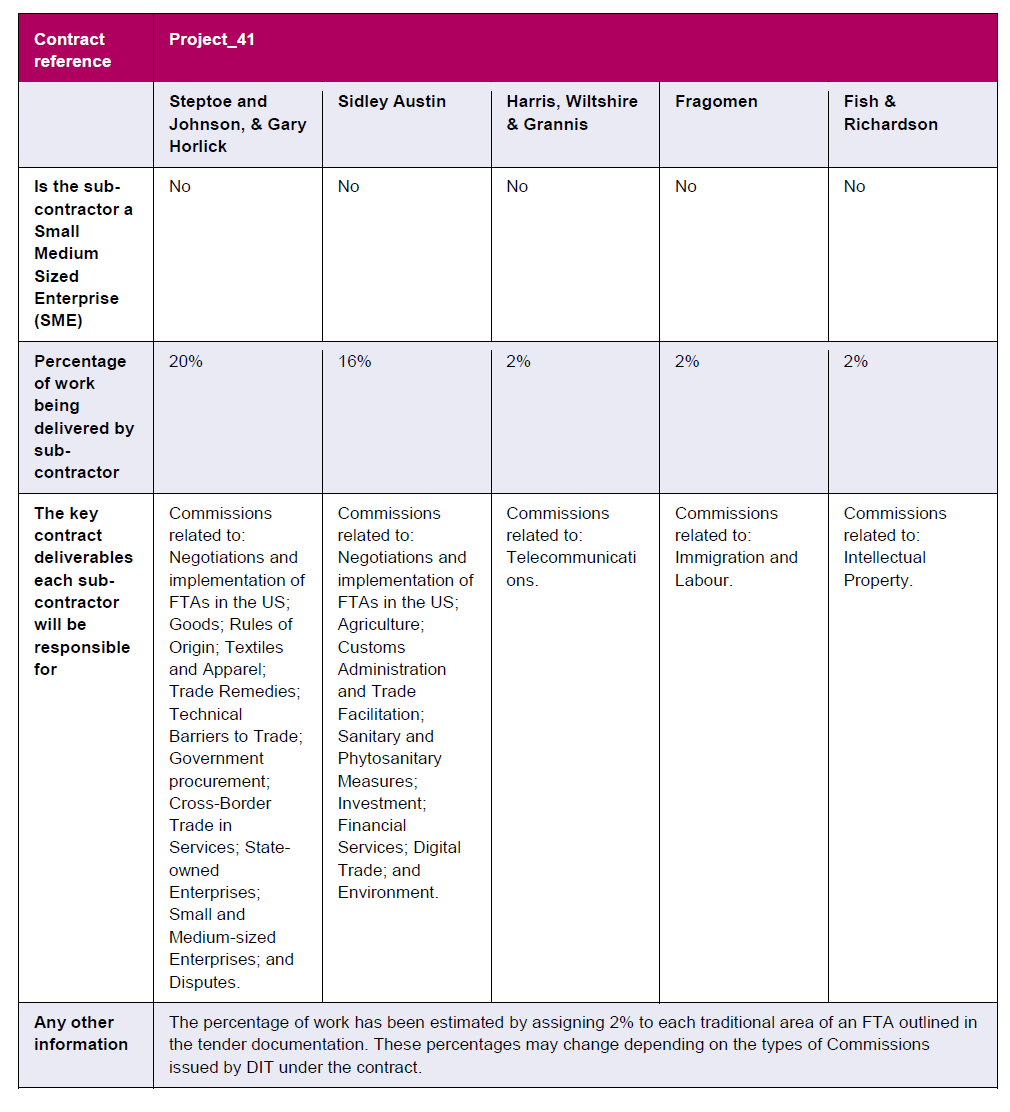 Contract
reference
Project_41
Steptoe and
Johnson, & Gary
Horlick
Sidley Austin
Harris, Wiltshire
& Grannis
Fragomen
Fish &
Richardson
Is the sub-
contractor a
Small
Medium
Sized
Enterprise
(SME)
No
No
No
No
No
Percentage
of work
being
delivered by
sub-
contractor
20%
16%
2%
2%
2%
The key
contract
deliverables
each sub-
contractor
will be
responsible
for
Commissions
related to:
Negotiations and
implementation of
FTAs in the US;
Goods; Rules of
Origin; Textiles
and Apparel;
Trade Remedies;
Technical
Barriers to Trade;
Government
procurement;
Cross-Border
Trade in
Services; State-
owned
Enterprises;
Small and
Medium-sized
Enterprises; and
Disputes.
Commissions
related to:
Negotiations and
implementation of
FTAs in the US;
Agriculture;
Customs
Administration
and Trade
Facilitation;
Sanitary and
Phytosanitary
Measures;
Investment;
Financial
Services; Digital
Trade; and
Environment.
Commissions
related to:
Telecommunicati
ons.
Commissions
related to:
Immigration and
Labour.
Commissions
related to:
Intellectual
Property.
Any other
information
The percentage of work has been estimated by assigning 2% to each traditional area of an FTA outlined in
the tender documentation. These percentages may change depending on the types of Commissions
issued by DIT under the contract.